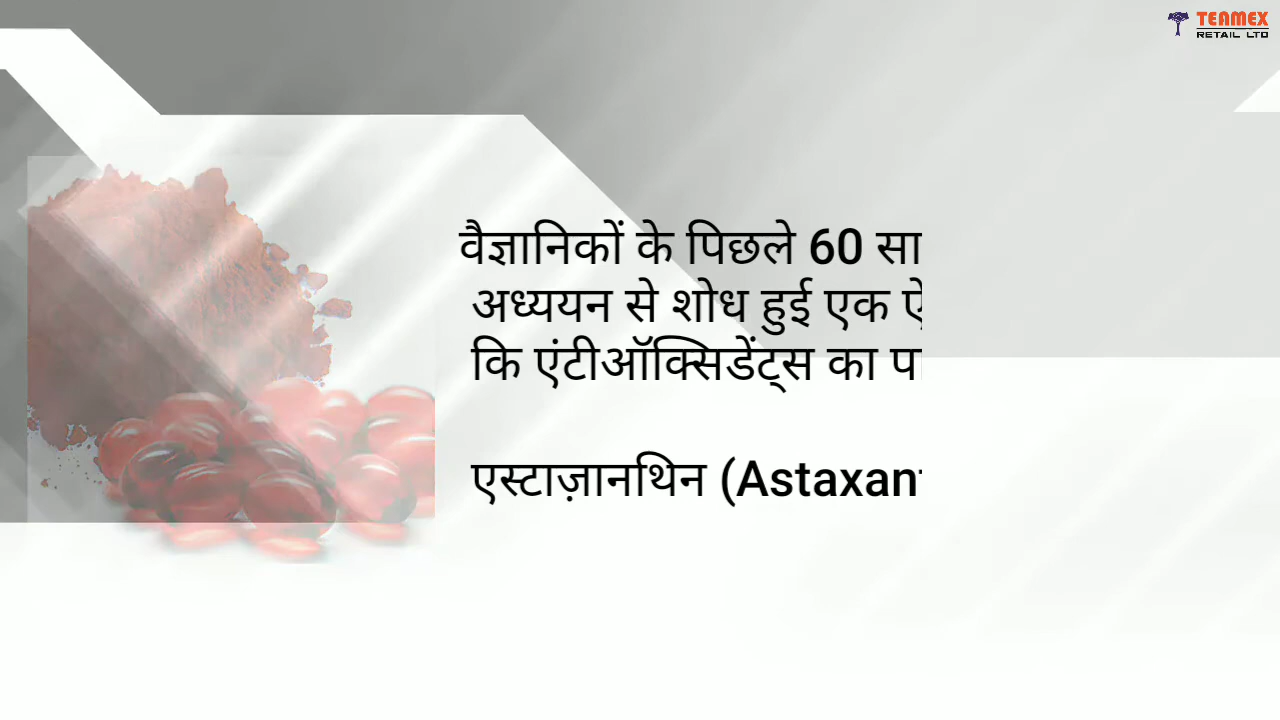 TEAMEX
RETAIL LTD
वैज्ञानिकों के पिछले 60 सा
अध्ययन से शोध हुई एक ऐ
कि एंटीऑक्सिडेंट्स का पा
एस्टाज़ानथिन (Astaxan